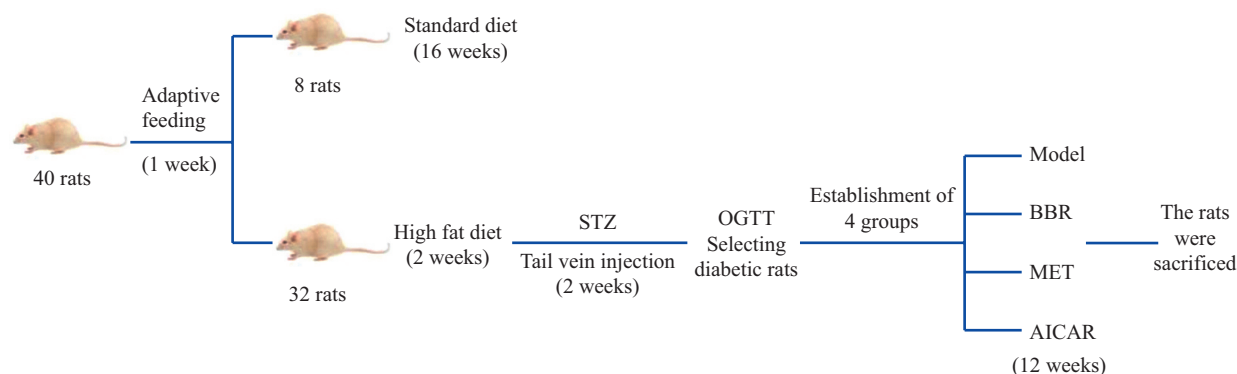 40 rats
Adaptive
feeding
(1 week)
8 rats
Standard diet
(16 weeks)
32 rats
High fat diet
(2 weeks)
STZ
Tail vein injection
(2 weeks)
OGTT
Selecting
diabetic rats
Establishment of
4 groups
Model
BBR
MET
AICAR
(12 weeks)
The rats
were
sacrificed